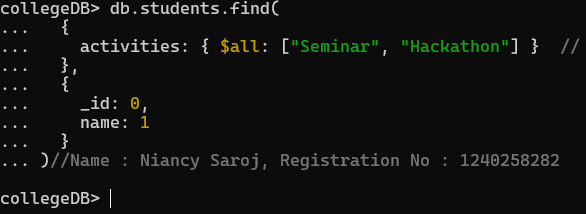 collegeDB> db.students.find(
...   {
...     activities: { $all: ["Seminar", "Hackathon"] }  //
...   },
...   {
...     _id: 0,
...     name: 1
...   }
... )//Name : Niancy Saroj, Registration No : 1240258282
collegeDB>